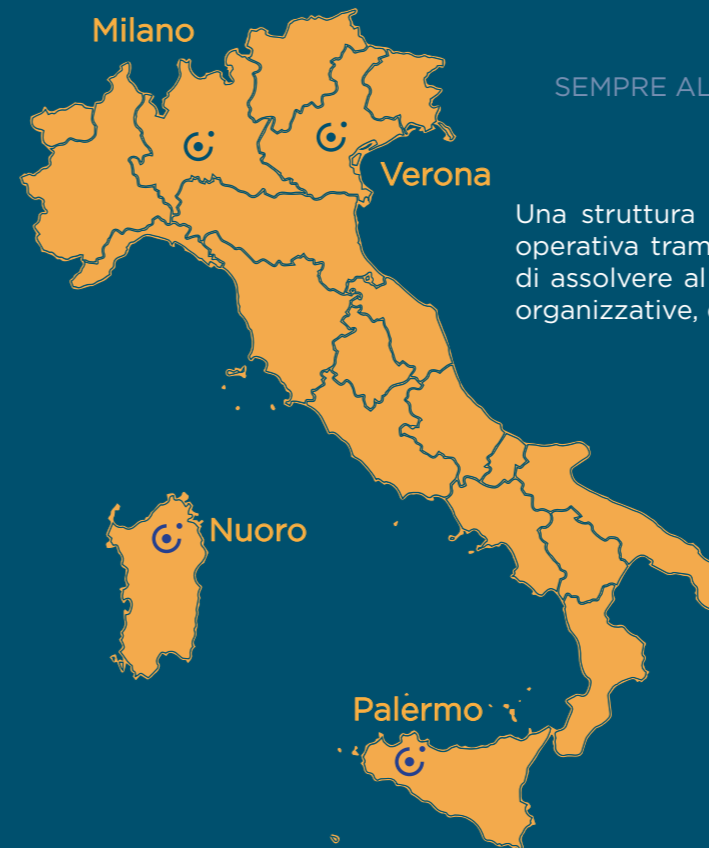 Milano
SEMPRE AL
Verona
Una struttura
operativa tram
di assolvere al
organizzative,
Nuoro
Palermo